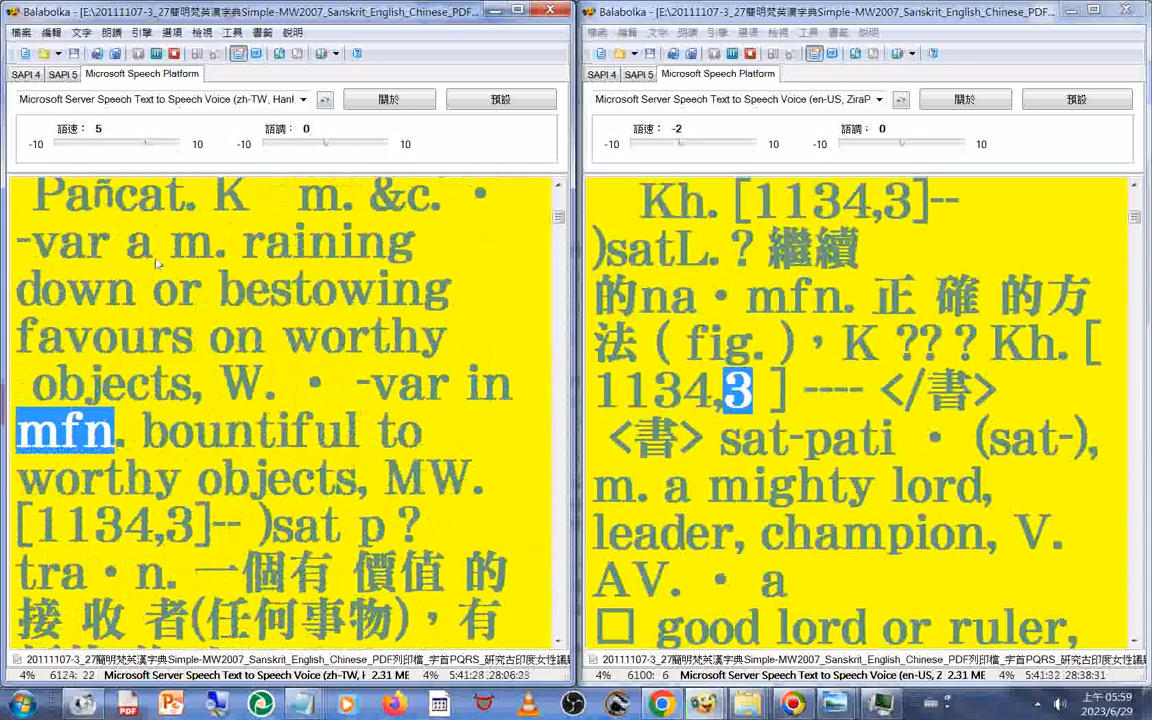 Balabolka - [E:\20111107-3_27簡明梵英漢字典Simple-MW2007_Sanskrit_English_Chinese_PDF...
檔案 編輯 文字 朗讀 引擎 選項 檢視 工具 書籤 說明
SAPI 4 SAPI 5 Microsoft Speech Platform
Microsoft Server Speech Text to Speech Voice (zh-TW, Hanl
關於 預設
語速： 5 語調： 0
-10 10 -10 10
Pañcat. K m. &c. •
-var a m. raining
down or bestowing
favours on worthy
objects, W. • -var in
mfn. bountiful to
worthy objects, MW.
[1134,3]-- )sat p ?
tra • n. 一個有 價值 的
接 收 者(任何事物)，有
20111107-3_27簡明梵英漢字典Simple-MW2007_Sanskrit_English_Chinese_PDF列印檔_字首PQRS_研究古印度女性議
4% 6124: 22 Microsoft Server Speech Text to Speech Voice (zh-TW, I 2.31 ME 4% 5:41:28 .28:06:23
Balabolka - [E:\20111107-3_27簡明梵英漢字典Simple-MW2007_Sanskrit_English_Chinese_PDF...
檔案 編輯 文字 朗讀 引擎 選項 檢視 工具 書籤 說明
SAPI 4 SAPI 5 Microsoft Speech Platform
Microsoft Server Speech Text to Speech Voice (en-US, ZiraP
關於 預設
語速： -2 語調： 0
-10 10 -10 10
Kh. [1134,3]--
)satL. ? 繼續
的na • mfn. 正 確 的方
法（fig.），K ?? ? Kh. [
1134,3 ] ---- </書>
<書> sat-pati • (sat-),
m. a mighty lord,
leader, champion, V.
AV. • a
□ good lord or ruler,
20111107-3_27簡明梵英漢字典Simple-MW2007_Sanskrit_English_Chinese_PDF列印檔_字首PQRS_研究古印度女性議
4% 6100: 6 Microsoft Server Speech Text to Speech Voice (en-US, Z 2.31 ME 4% 5:41:32 .28:38:31
上午 05:59
2023/6/29